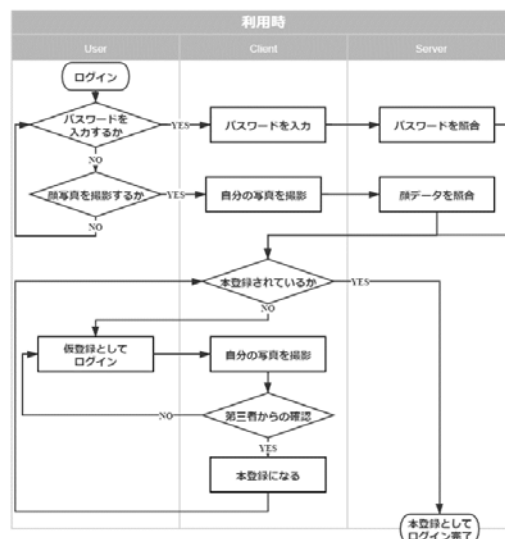 利用時
User
Client
Server
ログイン
パスワードを
入力するか
YES
パスワードを入力
パスワードを照合
NO
顔写真を撮影するか
YES
自分の写真を撮影
顔データを照合
NO
本登録されているか
YES
NO
仮登録として
ログイン
自分の写真を撮影
NO
第三者からの確認
YES
本登録になる
本登録として
ログイン完了